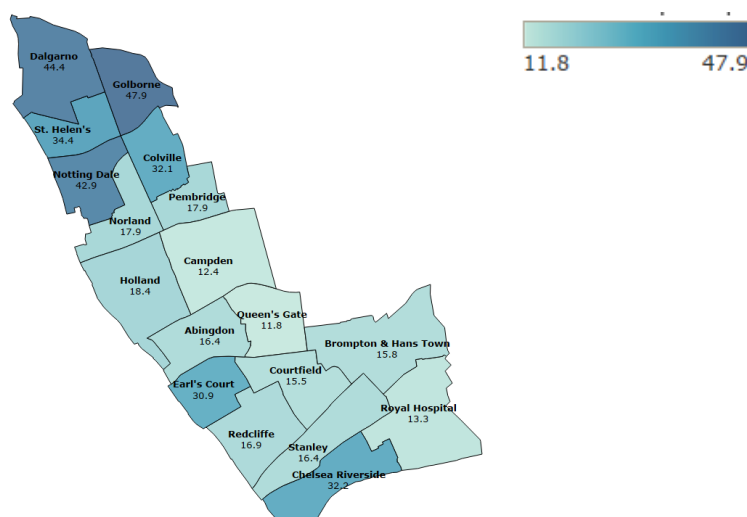 11.8 47.9
Dalgarno
44.4
Golborne
47.9
St. Helen's
34.4
Colville
32.1
Notting Dale
42.9
Pembridge
17.9
Norland
17.9
Campden
12.4
Holland
18.4
Queen's Gate
11.8
Abingdon
16.4
Brompton & Hans Town
15.8
Courtfield
15.5
Earl's Court
30.9
Royal Hospital
13.3
Redcliffe
16.9
Stanley
16.4
Chelsea Riverside
32.2